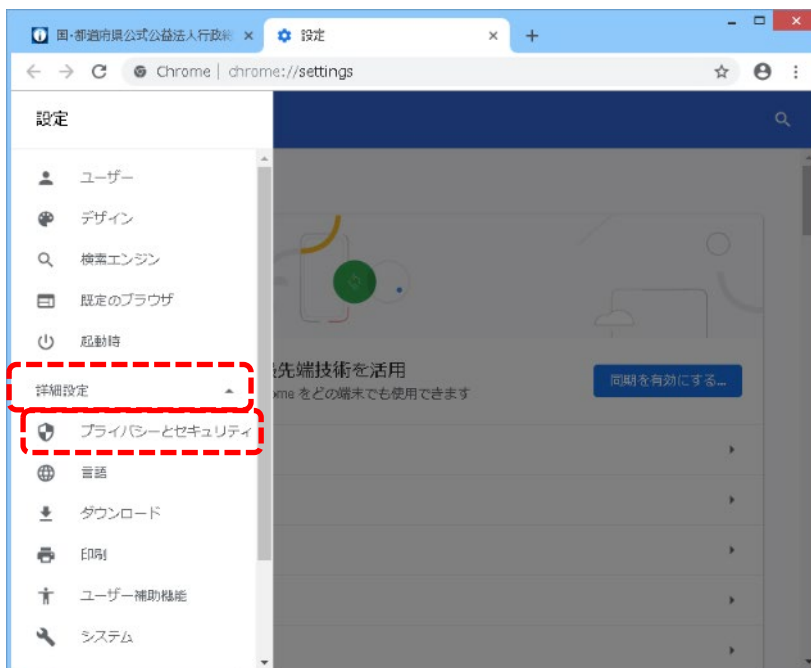 国・都道府県公式公益法人行政総
設定
Chrome | chrome://settings
設定
ユーザー
デザイン
検索エンジン
既定のブラウザ
起動時
詳細設定
プライバシーとセキュリティ
言語
ダウンロード
印刷
ユーザー補助機能
システム
先端技術を活用
ome をどの端末でも使用できます
同期を有効にする...